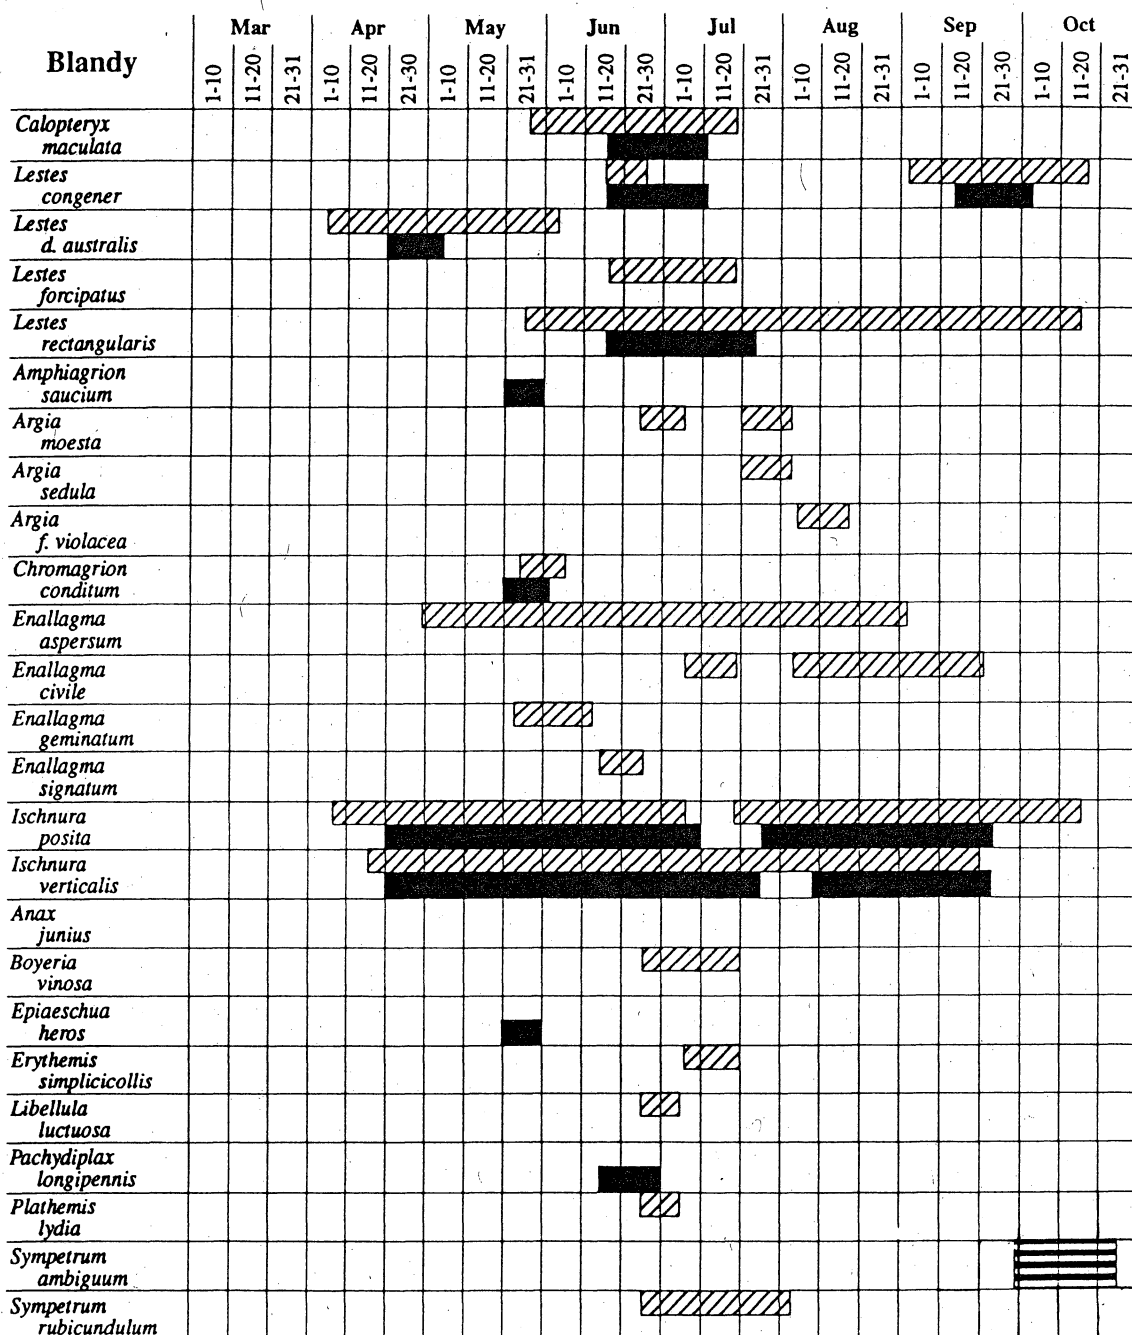 Mar Apr May Jun Jul Aug Sep Oct
Blandy
1-10 11-20 21-31 1-10 11-20 21-30 1-10 11-20 21-31 1-10 11-20 21-30 1-10 11-20 21-31 1-10 11-20 21-31 1-10 11-20 21-30 1-10 11-20 21-31
Calopteryx
maculata
Lestes
congener
Lestes
d. australis
Lestes
forcipatus
Lestes
rectangularis
Amphiagrion
saucium
Argia
moesta
Argia
sedula
Argia
f. violacea
Chromagrion
conditum
Enallagma
aspersum
Enallagma
civile
Enallagma
geminatum
Enallagma
signatum
Ischnura
posita
Ischnura
verticalis
Anax
junius
Boyeria
vinosa
Epiaeschua
heros
Erythemis
simplicicollis
Libellula
luctuosa
Pachydiplax
longipennis
Plathemis
lydia
Sympetrum
ambiguum
Sympetrum
rubicundulum